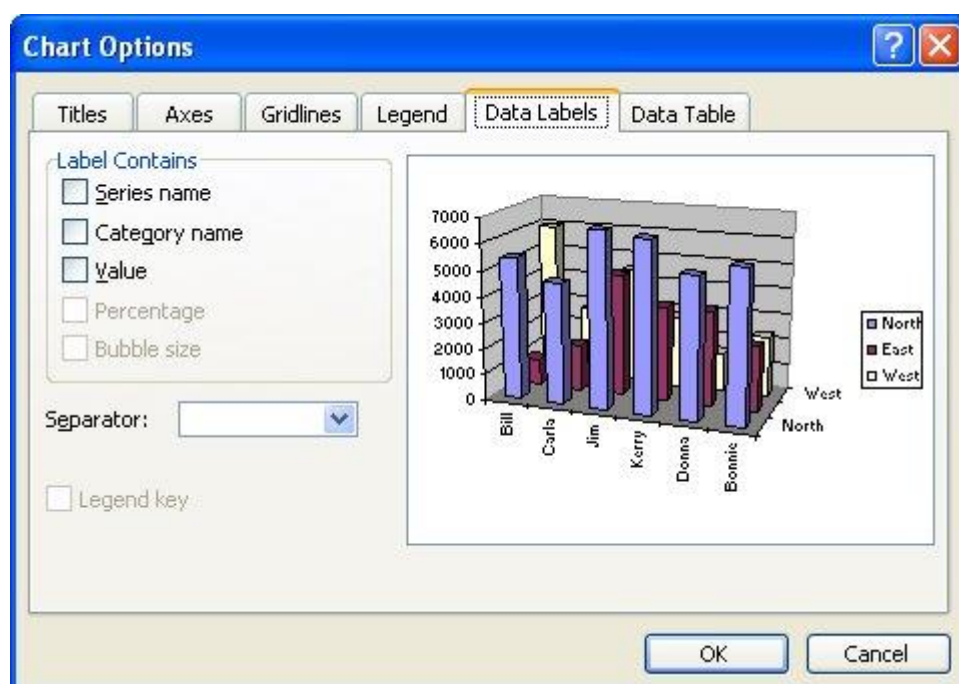 Chart Options
Titles Axes Gridlines Legend Data Labels Data Table
Label Contains
Series name
Category name
Value
Percentage
Bubble size
Separator:
Legend key
7000
6000
5000
4000
3000
2000
1000
0
Bill
Carla
Jim
Kerry
Donna
Bonnie
West
North
North
East
West
OK Cancel